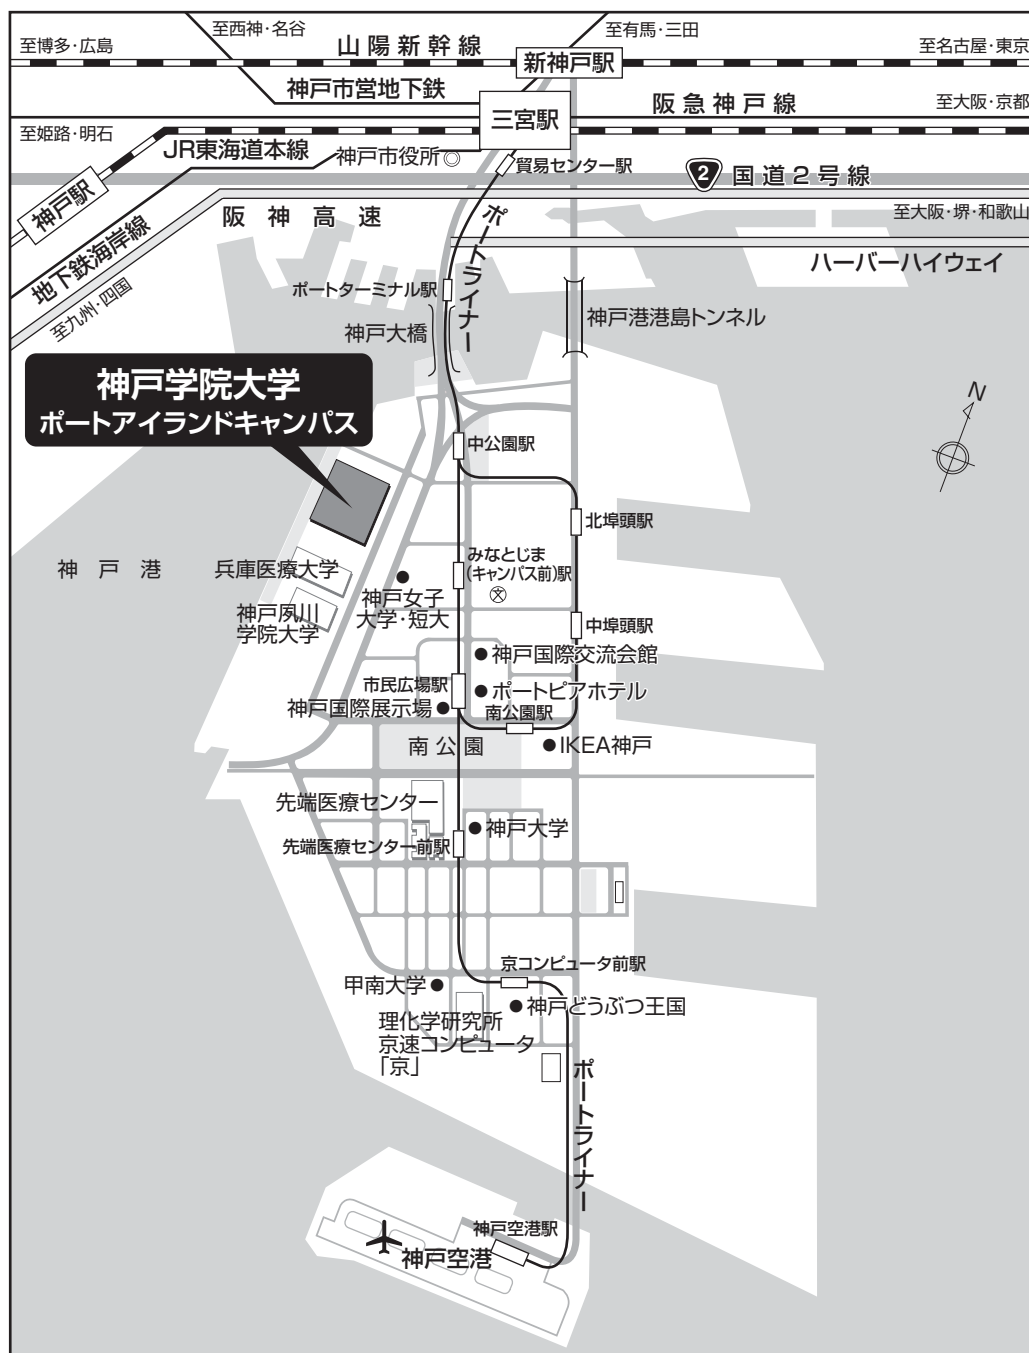 至西神・名谷
至有馬・三田
至博多・広島
山陽新幹線
至名古屋・東京
新神戸駅
神戸市営地下鉄
阪急神戸線
至大阪・京都
三宮駅
至姫路・明石
JR東海道本線
神戸市役所
貿易センター駅
2
国道2号線
神戸駅
阪神高速
至大阪・堺・和歌山
地下鉄海岸線
ポートライナー
ハーバーハイウェイ
至九州・四国
ポートターミナル駅
神戸大橋
神戸港港島トンネル
神戸学院大学
ポートアイランドキャンパス
N
中公園駅
北埠頭駅
みなとじま
(キャンパス前)駅
文
神戸港
兵庫医療大学
神戸女子
大学・短大
神戸夙川
学院大学
中埠頭駅
神戸国際交流会館
市民広場駅
ポートピアホテル
神戸国際展示場
南公園駅
南公園
IKEA神戸
先端医療センター
神戸大学
先端医療センター前駅
京コンピュータ前駅
甲南大学
神戸どうぶつ王国
理化学研究所
京速コンピュータ
「京」
ポートライナー
神戸空港駅
神戸空港